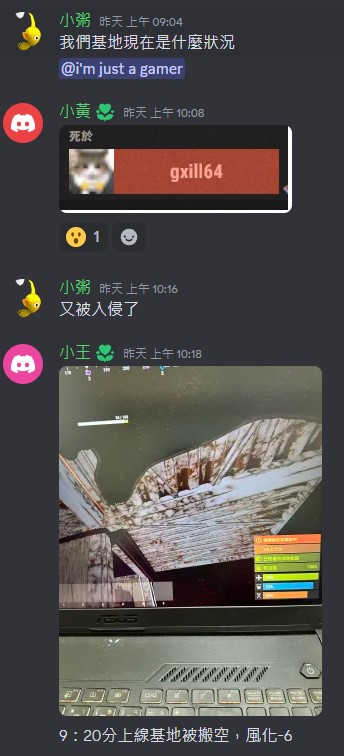 小粥 昨天 上午 09:04
我們基地現在是什麼狀況
@i'm just a gamer
小黃 昨天 上午 10:08
死於
gxill64
1
小粥 昨天 上午 10:16
又被入侵了
小王 昨天 上午 10:18
ASUS
9：20分上線基地被搬空，風化-6